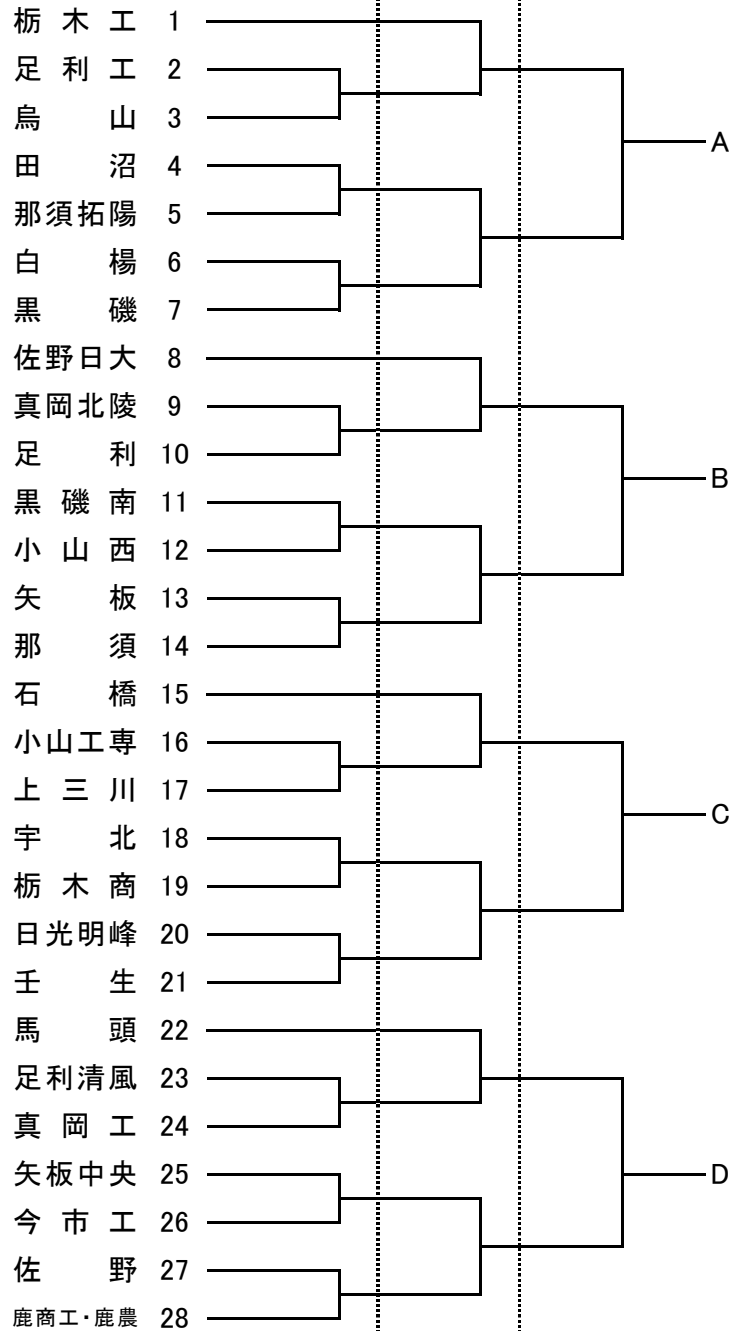 栃木工 1
足利工 2
烏山 3
A
田沼 4
那須拓陽 5
白楊 6
黒磯 7
佐野日大 8
真岡北陵 9
足利 10
B
黒磯南 11
小山西 12
矢板 13
那須 14
石橋 15
小山工専 16
上三川 17
C
宇北 18
栃木商 19
日光明峰 20
壬生 21
馬頭 22
足利清風 23
真岡工 24
矢板中央 25
D
今市工 26
佐野 27
鹿商工・鹿農 28